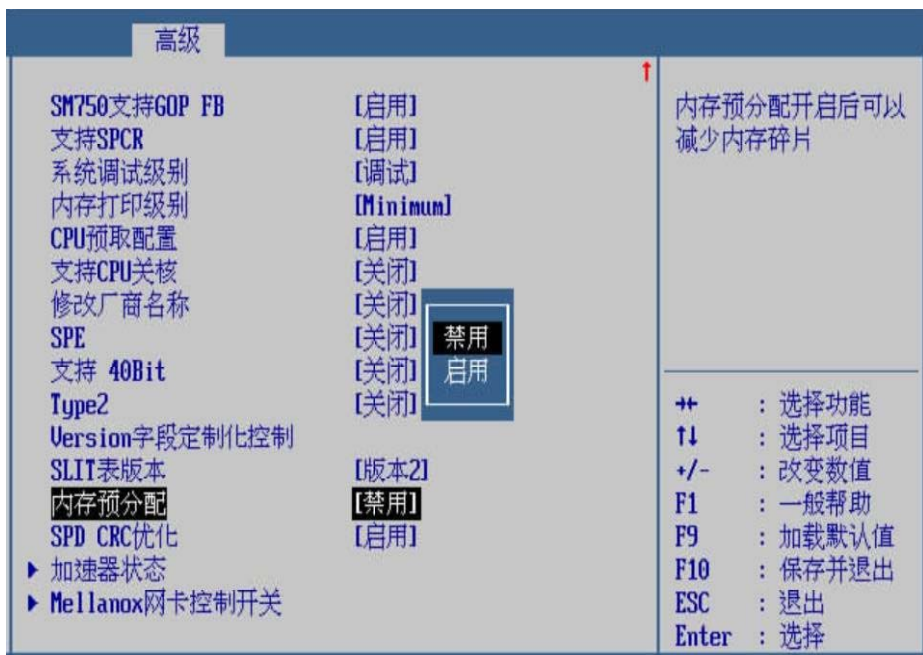 高级
SM750支持GOP FB [启用]
支持SPCR [启用]
系统调试级别 [调试]
内存打印级别 [Minimum]
CPU预取配置 [启用]
支持CPU关核 [关闭]
修改厂商名称 [关闭]
SPE [关闭]
支持 40Bit [关闭]
Type2 [关闭]
Version字段定制化控制
SLIT表版本 [版本2]
内存预分配 [禁用]
SPD CRC优化 [启用]
加速器状态
Mellanox网卡控制开关
禁用
启用
内存预分配开启后可以
减少内存碎片
→← : 选择功能
↑↓ : 选择项目
+/- : 改变数值
F1 : 一般帮助
F9 : 加载默认值
F10 : 保存并退出
ESC : 退出
Enter : 选择